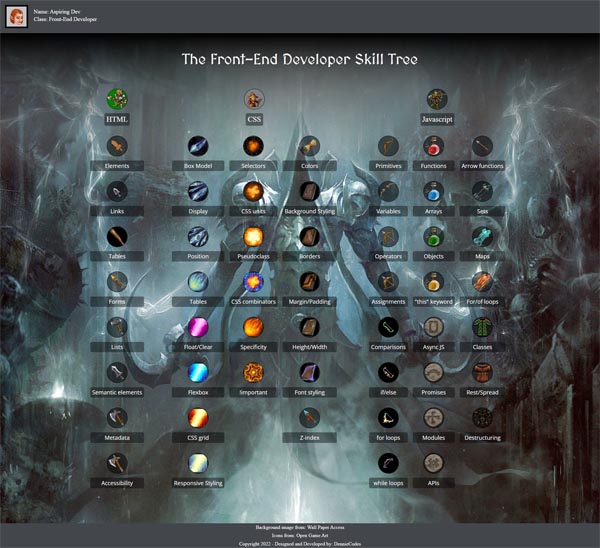 Name: Aspiring Dev
Class: Front-End Developer
The Front-End Developer Skill Tree
HTML CSS Javascript
Elements Box Model Selectors Colors Primitives Functions Arrow functions
Links Display CSS units Background Styling Variables Arrays Sets
Tables Position Pseudoclass Borders Operators Objects Maps
Forms Tables CSS combinators Margin/Padding Assignments "this" keyword For/of loops
Lists Float/Clear Specificity Height/Width Comparisons Async JS Classes
Semantic elements Flexbox !important Font styling if/else Promises Rest/Spread
Metadata CSS grid Z-index for loops Modules Destructuring
Accessibility Responsive Styling while loops APIs
Background image from: Wall Paper Access
Icons from: Open Game Art
Copyright 2022 - Designed and Developed by: DennieCodes